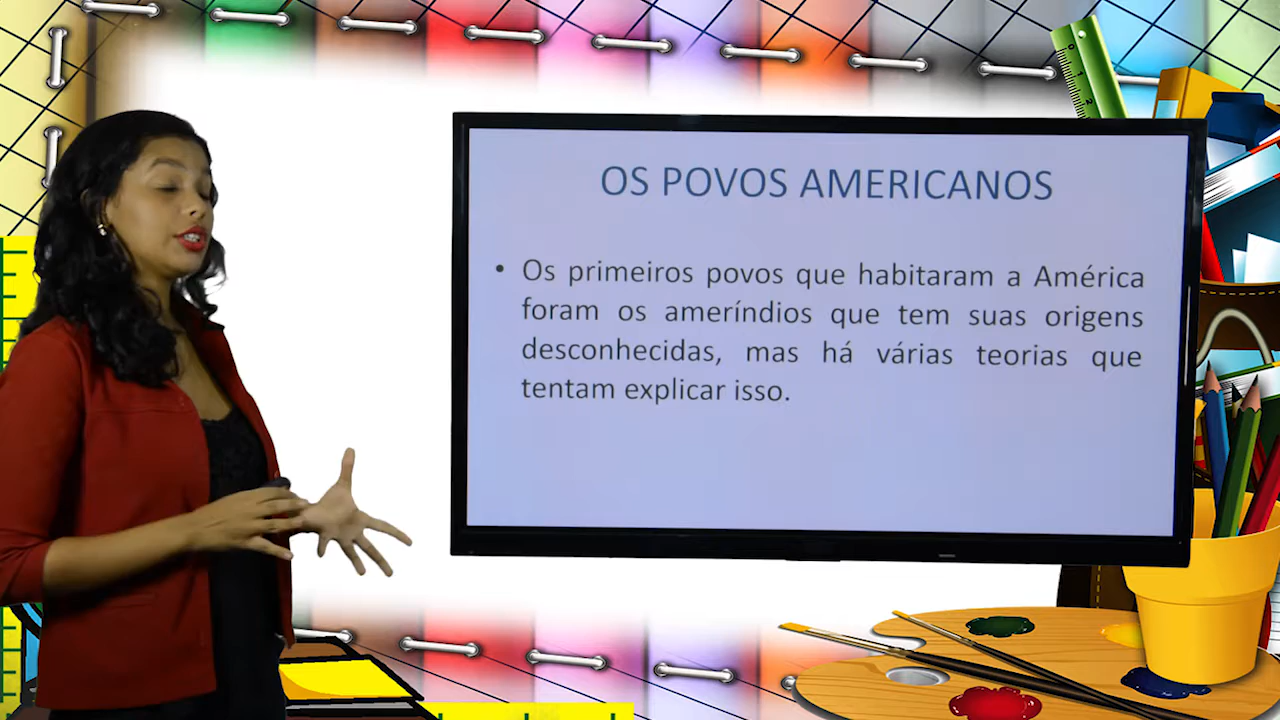 OS POVOS AMERICANOS
• Os primeiros povos que habitaram a América
foram os ameríndios que tem suas origens
desconhecidas, mas há várias teorias que
tentam explicar isso.